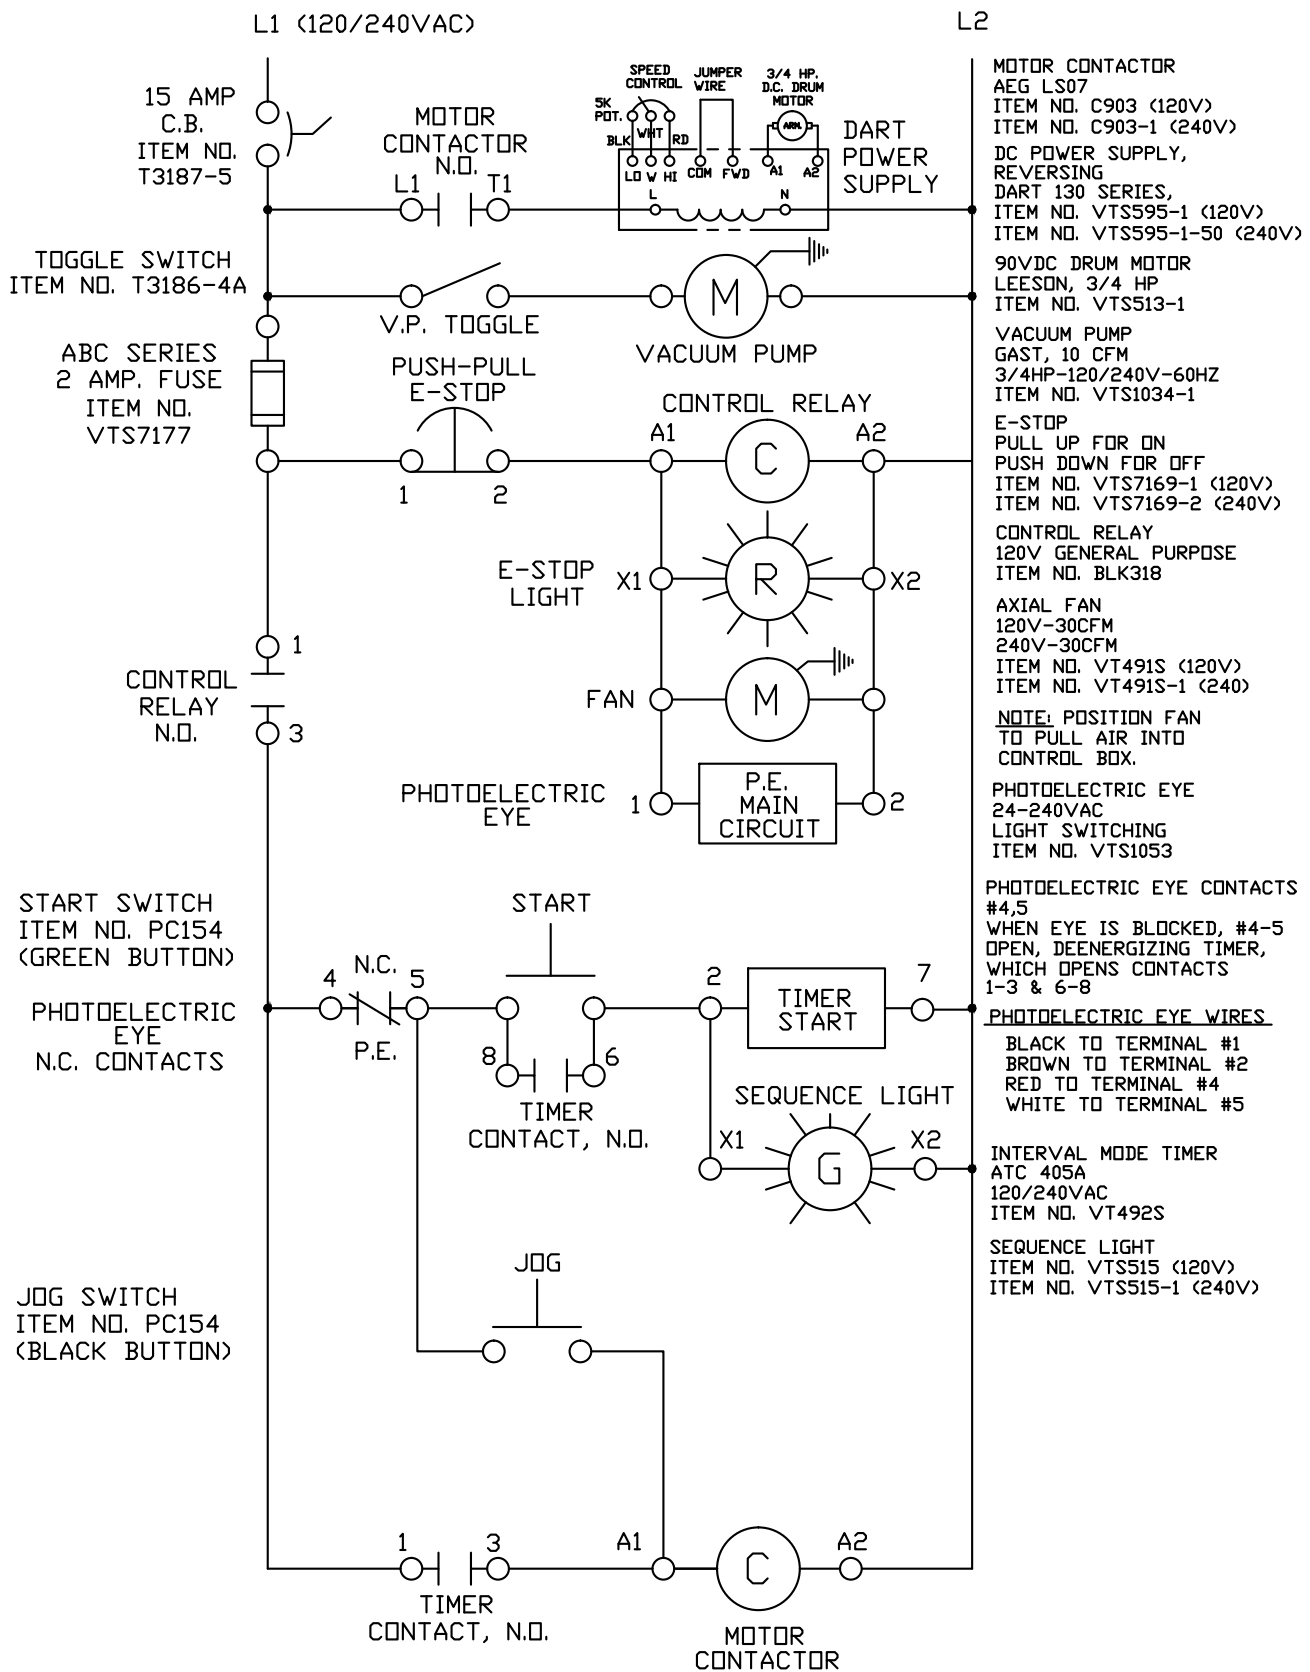 L1 (120/240VAC)
L2
15 AMP
C.B.
ITEM NO.
T3187-5
MOTOR
CONTACTOR
N.O.
L1
T1
SPEED
CONTROL
5K
POT.
BLK
WHT
RD
JUMPER
WIRE
3/4 HP.
D.C. DRUM
MOTOR
ARM.
LO W HI COM FWD A1 A2
L
N
DART
POWER
SUPPLY
TOGGLE SWITCH
ITEM NO. T3186-4A
V.P. TOGGLE
M
VACUUM PUMP
ABC SERIES
2 AMP. FUSE
ITEM NO.
VTS7177
PUSH-PULL
E-STOP
1
2
CONTROL RELAY
A1
C
A2
E-STOP
LIGHT
X1
R
X2
FAN
M
PHOTOELECTRIC
EYE
1
P.E.
MAIN
CIRCUIT
2
1
CONTROL
RELAY
N.O.
3
START SWITCH
ITEM NO. PC154
(GREEN BUTTON)
START
PHOTOELECTRIC
EYE
N.C. CONTACTS
4
N.C.
5
P.E.
8
6
TIMER
CONTACT, N.O.
2
TIMER
START
7
SEQUENCE LIGHT
X1
G
X2
JOG SWITCH
ITEM NO. PC154
(BLACK BUTTON)
JOG
1
3
TIMER
CONTACT, N.O.
A1
C
A2
MOTOR
CONTACTOR
MOTOR CONTACTOR
AEG LS07
ITEM NO. C903 (120V)
ITEM NO. C903-1 (240V)
DC POWER SUPPLY,
REVERSING
DART 130 SERIES,
ITEM NO. VTS595-1 (120V)
ITEM NO. VTS595-1-50 (240V)
90VDC DRUM MOTOR
LEESON, 3/4 HP
ITEM NO. VTS513-1
VACUUM PUMP
GAST, 10 CFM
3/4HP-120/240V-60HZ
ITEM NO. VTS1034-1
E-STOP
PULL UP FOR ON
PUSH DOWN FOR OFF
ITEM NO. VTS7169-1 (120V)
ITEM NO. VTS7169-2 (240V)
CONTROL RELAY
120V GENERAL PURPOSE
ITEM NO. BLK318
AXIAL FAN
120V-30CFM
240V-30CFM
ITEM NO. VT491S (120V)
ITEM NO. VT491S-1 (240)
NOTE: POSITION FAN
TO PULL AIR INTO
CONTROL BOX.
PHOTOELECTRIC EYE
24-240VAC
LIGHT SWITCHING
ITEM NO. VTS1053
PHOTOELECTRIC EYE CONTACTS
#4,5
WHEN EYE IS BLOCKED, #4-5
OPEN, DEENERGIZING TIMER,
WHICH OPENS CONTACTS
1-3 & 6-8
PHOTOELECTRIC EYE WIRES
BLACK TO TERMINAL #1
BROWN TO TERMINAL #2
RED TO TERMINAL #4
WHITE TO TERMINAL #5
INTERVAL MODE TIMER
ATC 405A
120/240VAC
ITEM NO. VT492S
SEQUENCE LIGHT
ITEM NO. VTS515 (120V)
ITEM NO. VTS515-1 (240V)